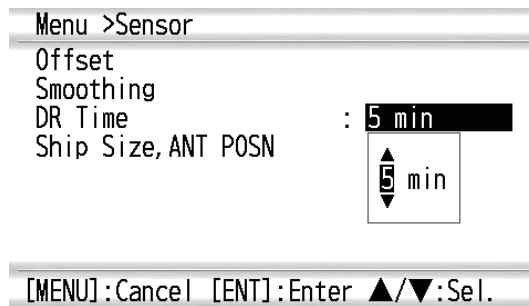 Menu >Sensor
Offset
Smoothing
DR Time : 5 min
Ship Size,ANT POSN
▲
5 min
▼
[MENU]:Cancel [ENT]:Enter ▲/▼:Sel.